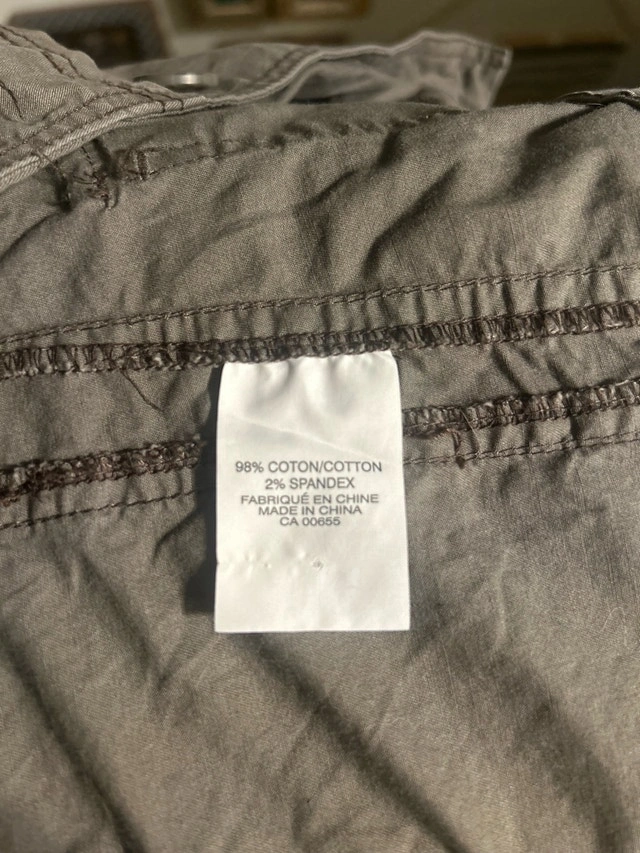 98% COTON/COTTON
2% SPANDEX
FABRIQUÉ EN CHINE
MADE IN CHINA
CA 00655